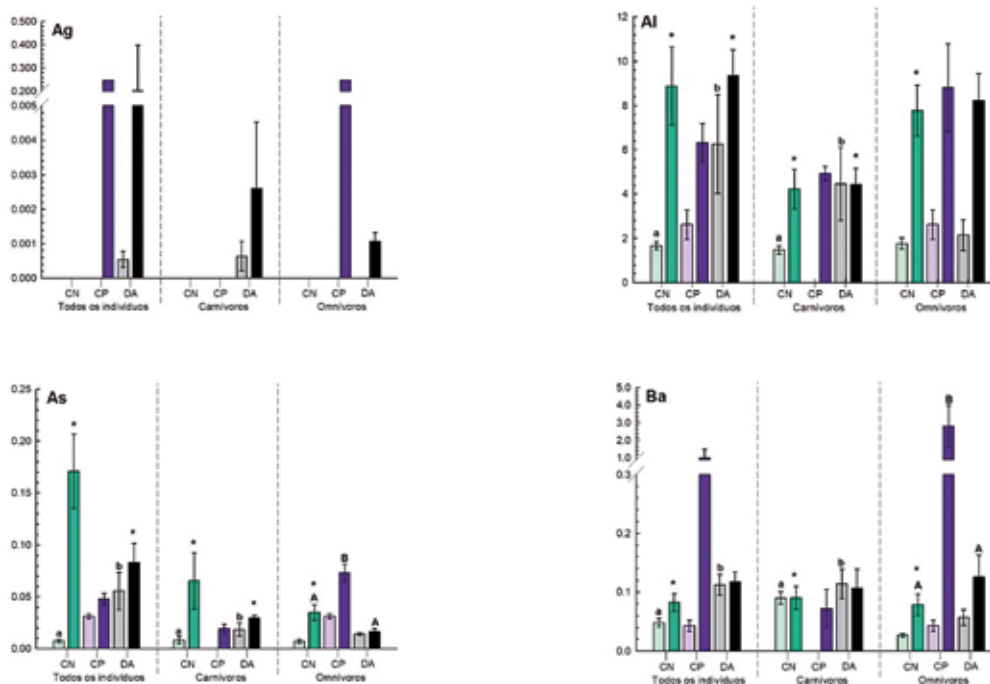 Ag
0.500
0.400
0.300
0.200
0.005
0.004
0.003
0.002
0.001
0.000
CN CP DA CN CP DA CN CP DA
Todos os indivíduos Carnívoros Omnívoros
Al
12
10
8
6
4
2
0
* * * * *
b b
a a
CN CP DA CN CP DA CN CP DA
Todos os indivíduos Carnívoros Omnívoros
As
0.25
0.20
0.15
0.10
0.05
0.00
* * * * *
a b b A B A
CN CP DA CN CP DA CN CP DA
Todos os indivíduos Carnívoros Omnívoros
Ba
5.0
4.0
3.0
2.0
1.0
0.3
0.2
0.1
0.0
a * b a * b * A B A
CN CP DA CN CP DA CN CP DA
Todos os indivíduos Carnívoros Omnívoros